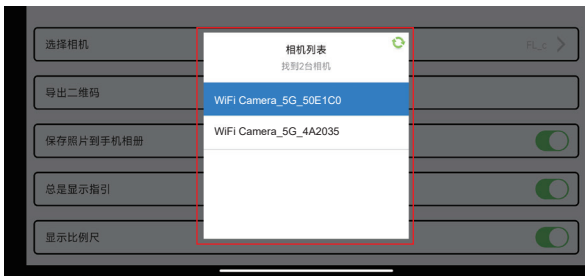 选择相机
FL_c
导出二维码
保存照片到手机相册
总是显示指引
显示比例尺
相机列表
找到2台相机
WiFi Camera_5G_50E1C0
WiFi Camera_5G_4A2035